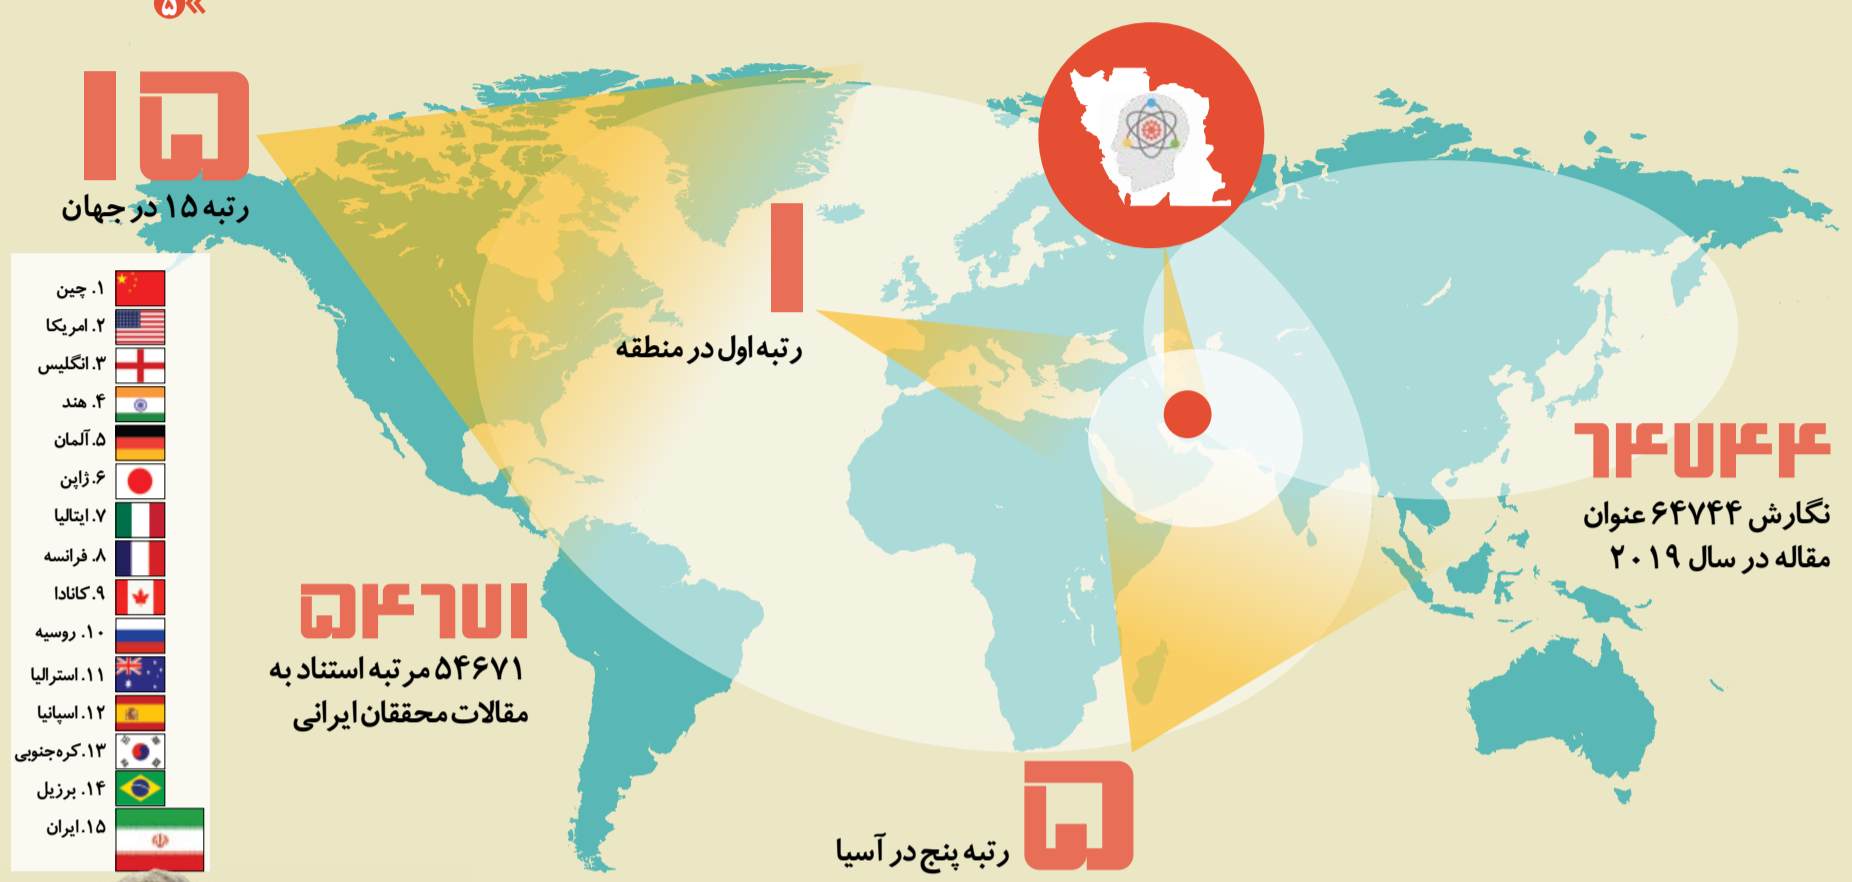 »۵
۱۵
رتبه ۱۵ در جهان
۱. چین
۲. امریکا
۳. انگلیس
۴. هند
۵. آلمان
۶. ژاپن
۷. ایتالیا
۸. فرانسه
۹. کانادا
۱۰. روسیه
۱۱. استرالیا
۱۲. اسپانیا
۱۳. کره‌جنوبی
۱۴. برزیل
۱۵. ایران
۱
رتبه اول در منطقه
۶۴۷۴۴
نگارش ۶۴۷۴۴ عنوان
مقاله در سال ۲۰۱۹
۵۴۶۷۱
۵۴۶۷۱ مرتبه استناد به
مقالات محققان ایرانی
۵
رتبه پنج در آسیا